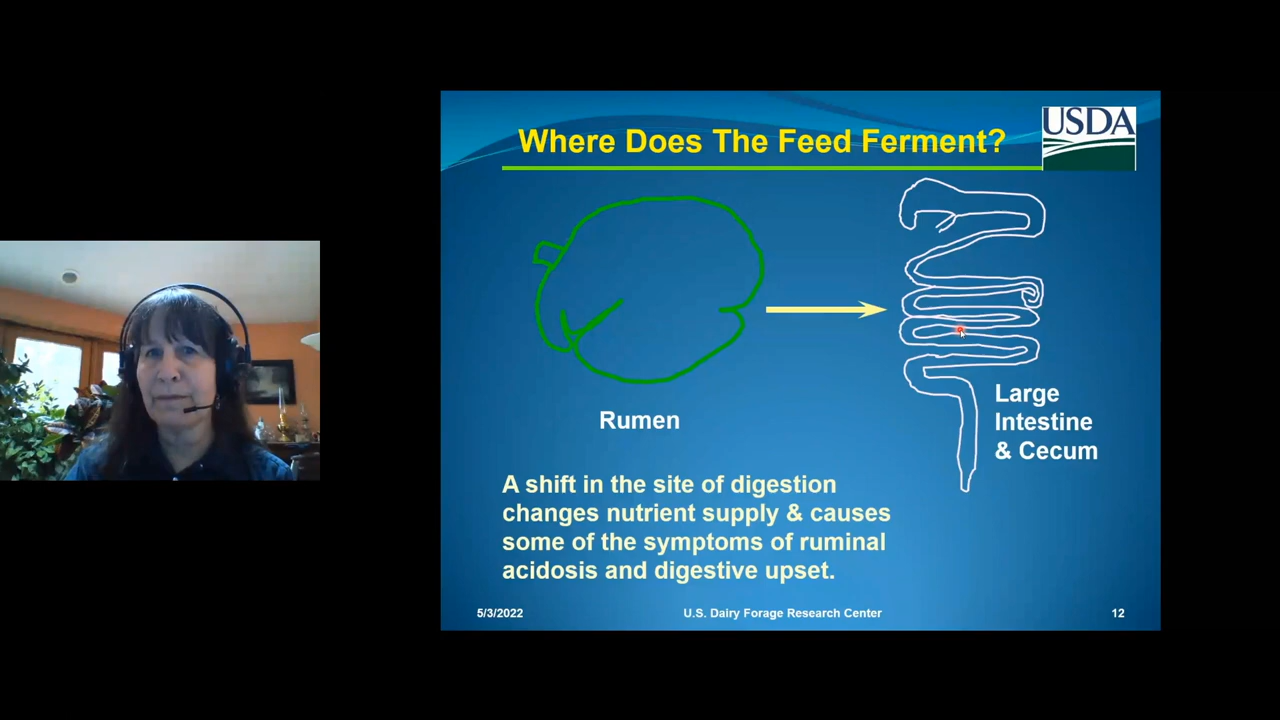 Where Does The Feed Ferment?
USDA
Rumen
Large
Intestine
& Cecum
A shift in the site of digestion
changes nutrient supply & causes
some of the symptoms of ruminal
acidosis and digestive upset.
5/3/2022
U.S. Dairy Forage Research Center
12